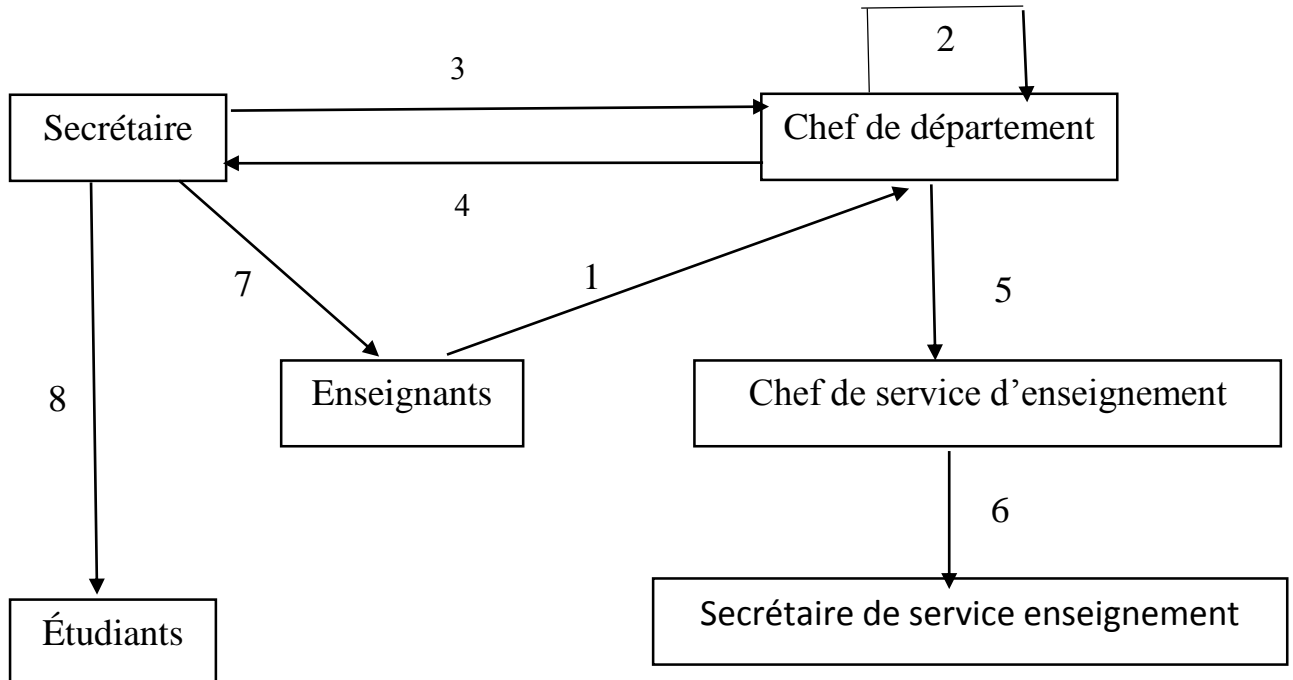 2
3
Secrétaire
Chef de département
4
7
1
5
8
Enseignants
Chef de service d’enseignement
6
Étudiants
Secrétaire de service enseignement